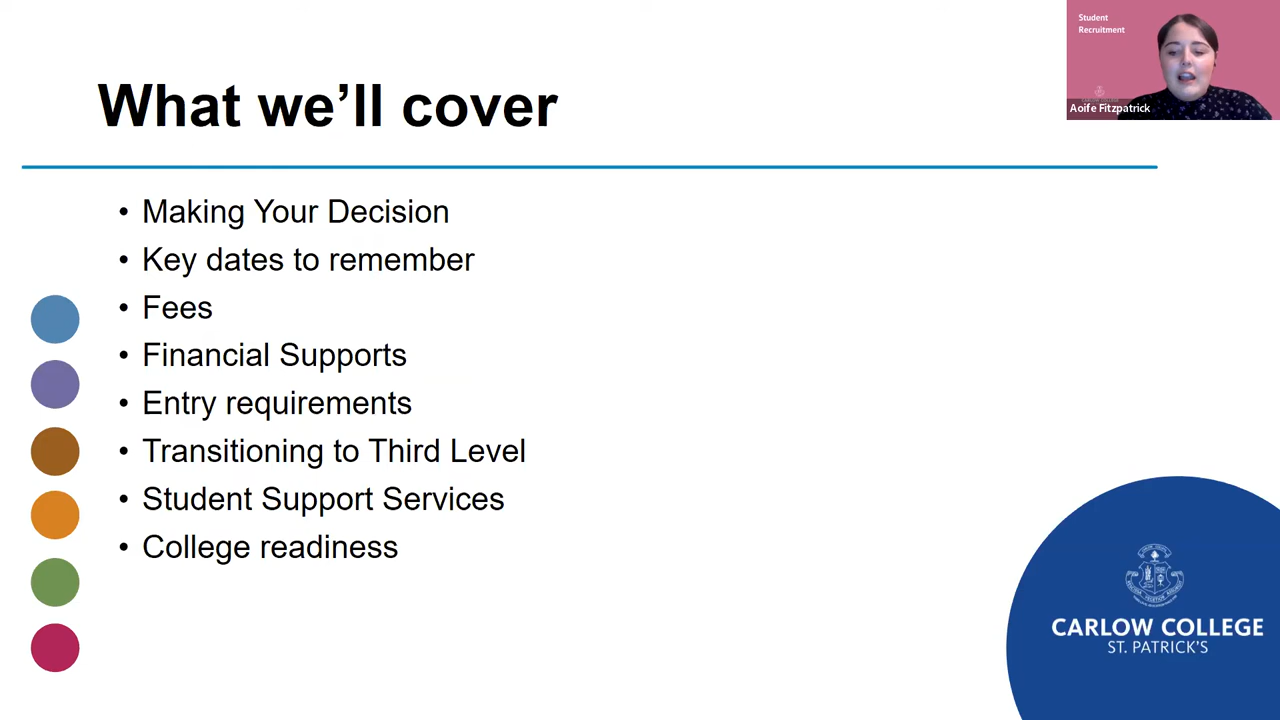 Student
Recruitment
Aoife Fitzpatrick
What we’ll cover
• Making Your Decision
• Key dates to remember
• Fees
• Financial Supports
• Entry requirements
• Transitioning to Third Level
• Student Support Services
• College readiness
CARLOW COLLEGE
ST. PATRICK’S